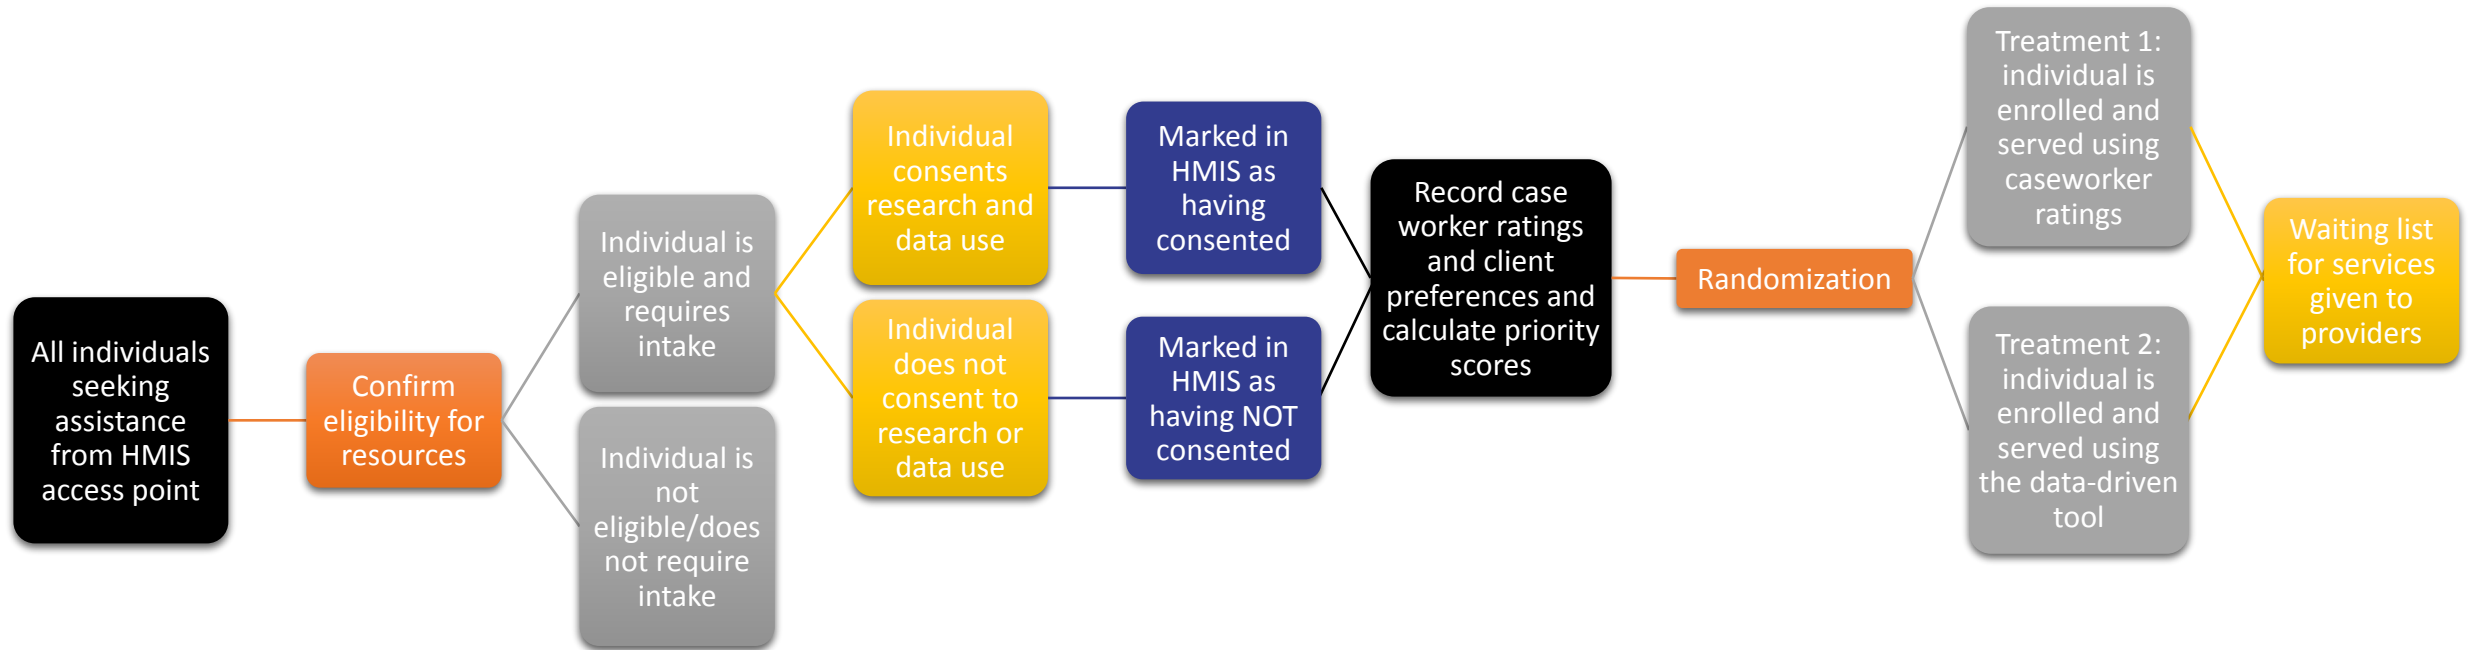 All individuals
seeking
assistance
from HMIS
access point
Confirm
eligibility for
resources
Individual is
eligible and
requires
intake
Individual is
not
eligible/does
not require
intake
Individual
consents
research and
data use
Individual
does not
consent to
research or
data use
Marked in
HMIS as
having
consented
Marked in
HMIS as
having NOT
consented
Record case
worker ratings
and client
preferences and
calculate priority
scores
Randomization
Treatment 1:
individual is
enrolled and
served using
caseworker
ratings
Treatment 2:
individual is
enrolled and
served using
the data-driven
tool
Waiting list
for services
given to
providers